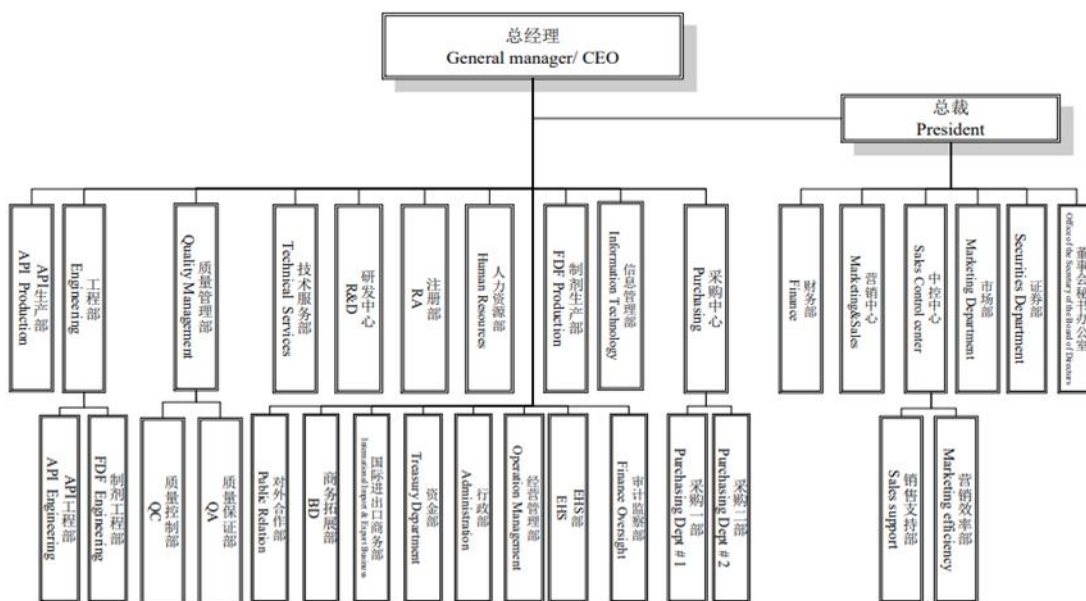 总经理
General manager/ CEO
总裁
President
API生产部
API Production
工程部
Engineering
质量管理部
Quality Management
技术服务部
Technical Services
研发中心
R&D
注册部
RA
人力资源部
Human Resources
制剂生产部
FDF Production
信息管理部
Information Technology
采购中心
Purchasing
财务部
Finance
营销中心
Marketing&Sales
中控中心
Sales Control center
市场部
Marketing Department
证券部
Securities Department
董事会秘书办公室
Office of the Secretary of the Board of Directors
API工程部
API Engineering
制剂工程部
FDF Engineering
质量控制部
QC
质量保证部
QA
对外合作部
Public Relation
商务拓展部
BD
国际进出口商务部
International Import & Export Business
资金部
Treasury Department
行政部
Administration
经营管理部
Operation Management
EHS部
EHS
审计监察部
Finance Oversight
采购一部
Purchasing Dept # 1
采购二部
Purchasing Dept # 2
销售支持部
Sales support
营销效率部
Marketing efficiency